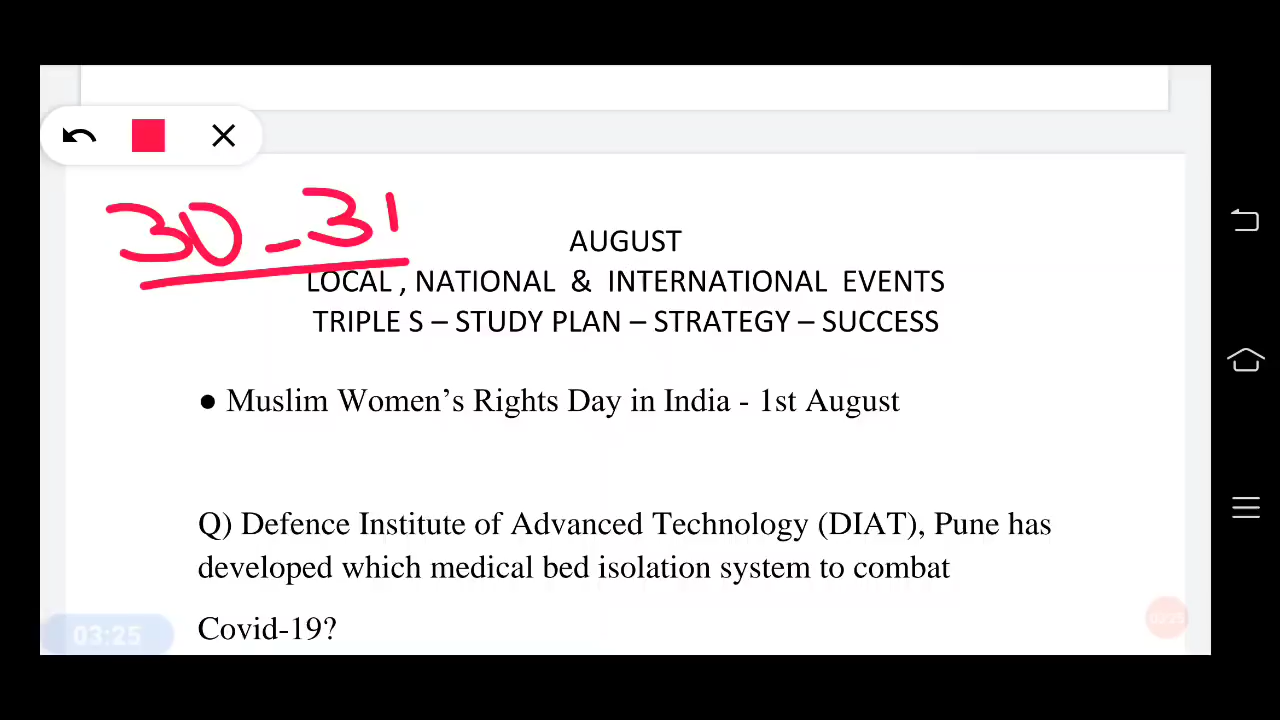 30-31
AUGUST
LOCAL , NATIONAL & INTERNATIONAL EVENTS
TRIPLE S – STUDY PLAN – STRATEGY – SUCCESS
● Muslim Women’s Rights Day in India - 1st August
Q) Defence Institute of Advanced Technology (DIAT), Pune has
developed which medical bed isolation system to combat
Covid-19?
03:25
03:25